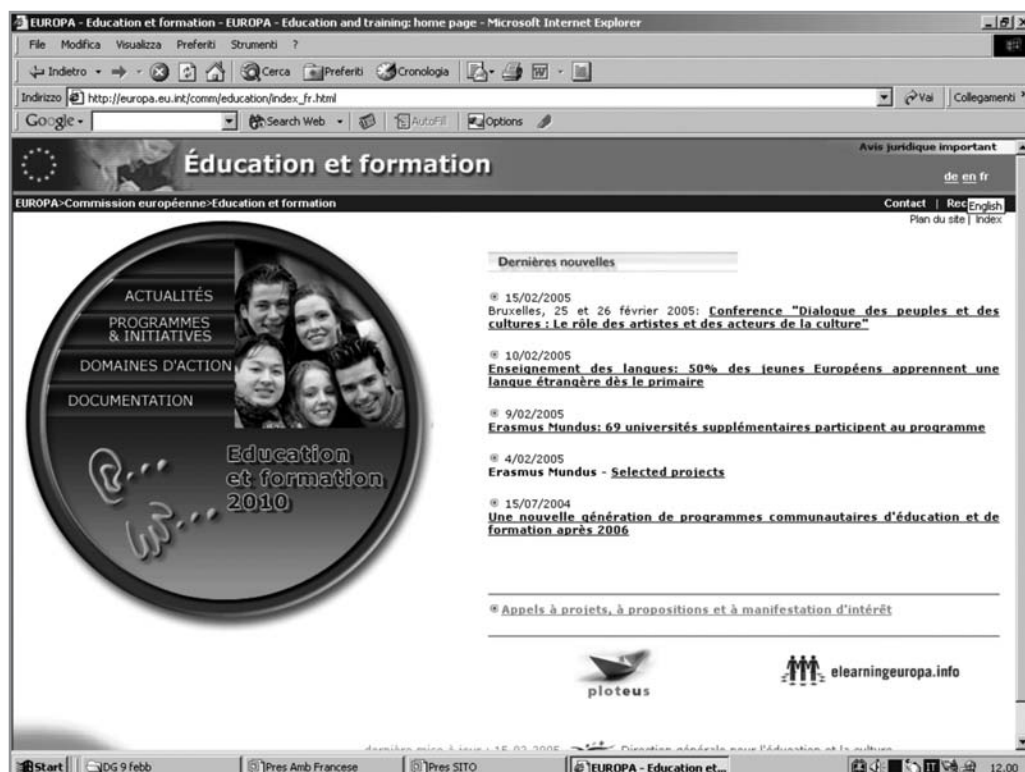 EUROPA - Education et formation - EUROPA - Education and training: home page - Microsoft Internet Explorer
File Modifica Visualizza Preferiti Strumenti ?
Indietro Cerca Preferiti Cronologia
Indirizzo http://europa.eu.int/comm/education/index_fr.html Vai Collegamenti
Google Search Web AutoFill Options
Avis juridique important
Éducation et formation
de en fr
EUROPA>Commission européenne>Education et formation
Contact | Rec
English
Plan du site | Index
ACTUALITÉS
PROGRAMMES
& INITIATIVES
DOMAINES D'ACTION
DOCUMENTATION
Education
et formation
2010
Dernières nouvelles
15/02/2005
Bruxelles, 25 et 26 février 2005: Conference "Dialogue des peuples et des
cultures : Le rôle des artistes et des acteurs de la culture"
10/02/2005
Enseignement des langues: 50% des jeunes Européens apprennent une
langue étrangère dès le primaire
9/02/2005
Erasmus Mundus: 69 universités supplémentaires participent au programme
4/02/2005
Erasmus Mundus - Selected projects
15/07/2004
Une nouvelle génération de programmes communautaires d'éducation et de
formation après 2006
Appels à projets, à propositions et à manifestation d'intérêt
ploteus
elearningeuropa.info
dernière mise à jour : 15-02-2005 Direction générale pour l'éducation et la culture
Start DG 9 febb Pres Amb Francese Pres SITO EUROPA - Education et... IT 12.00